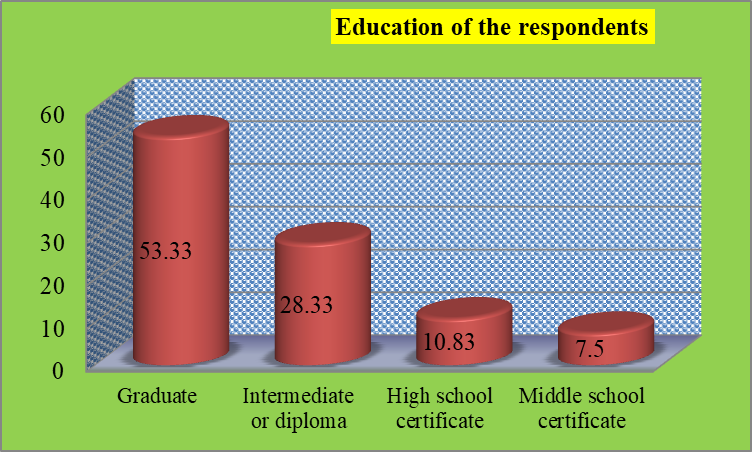 Education of the respondents
60
50
40
30
20
10
0
53.33
28.33
10.83
7.5
Graduate
Intermediate
or diploma
High school
certificate
Middle school
certificate